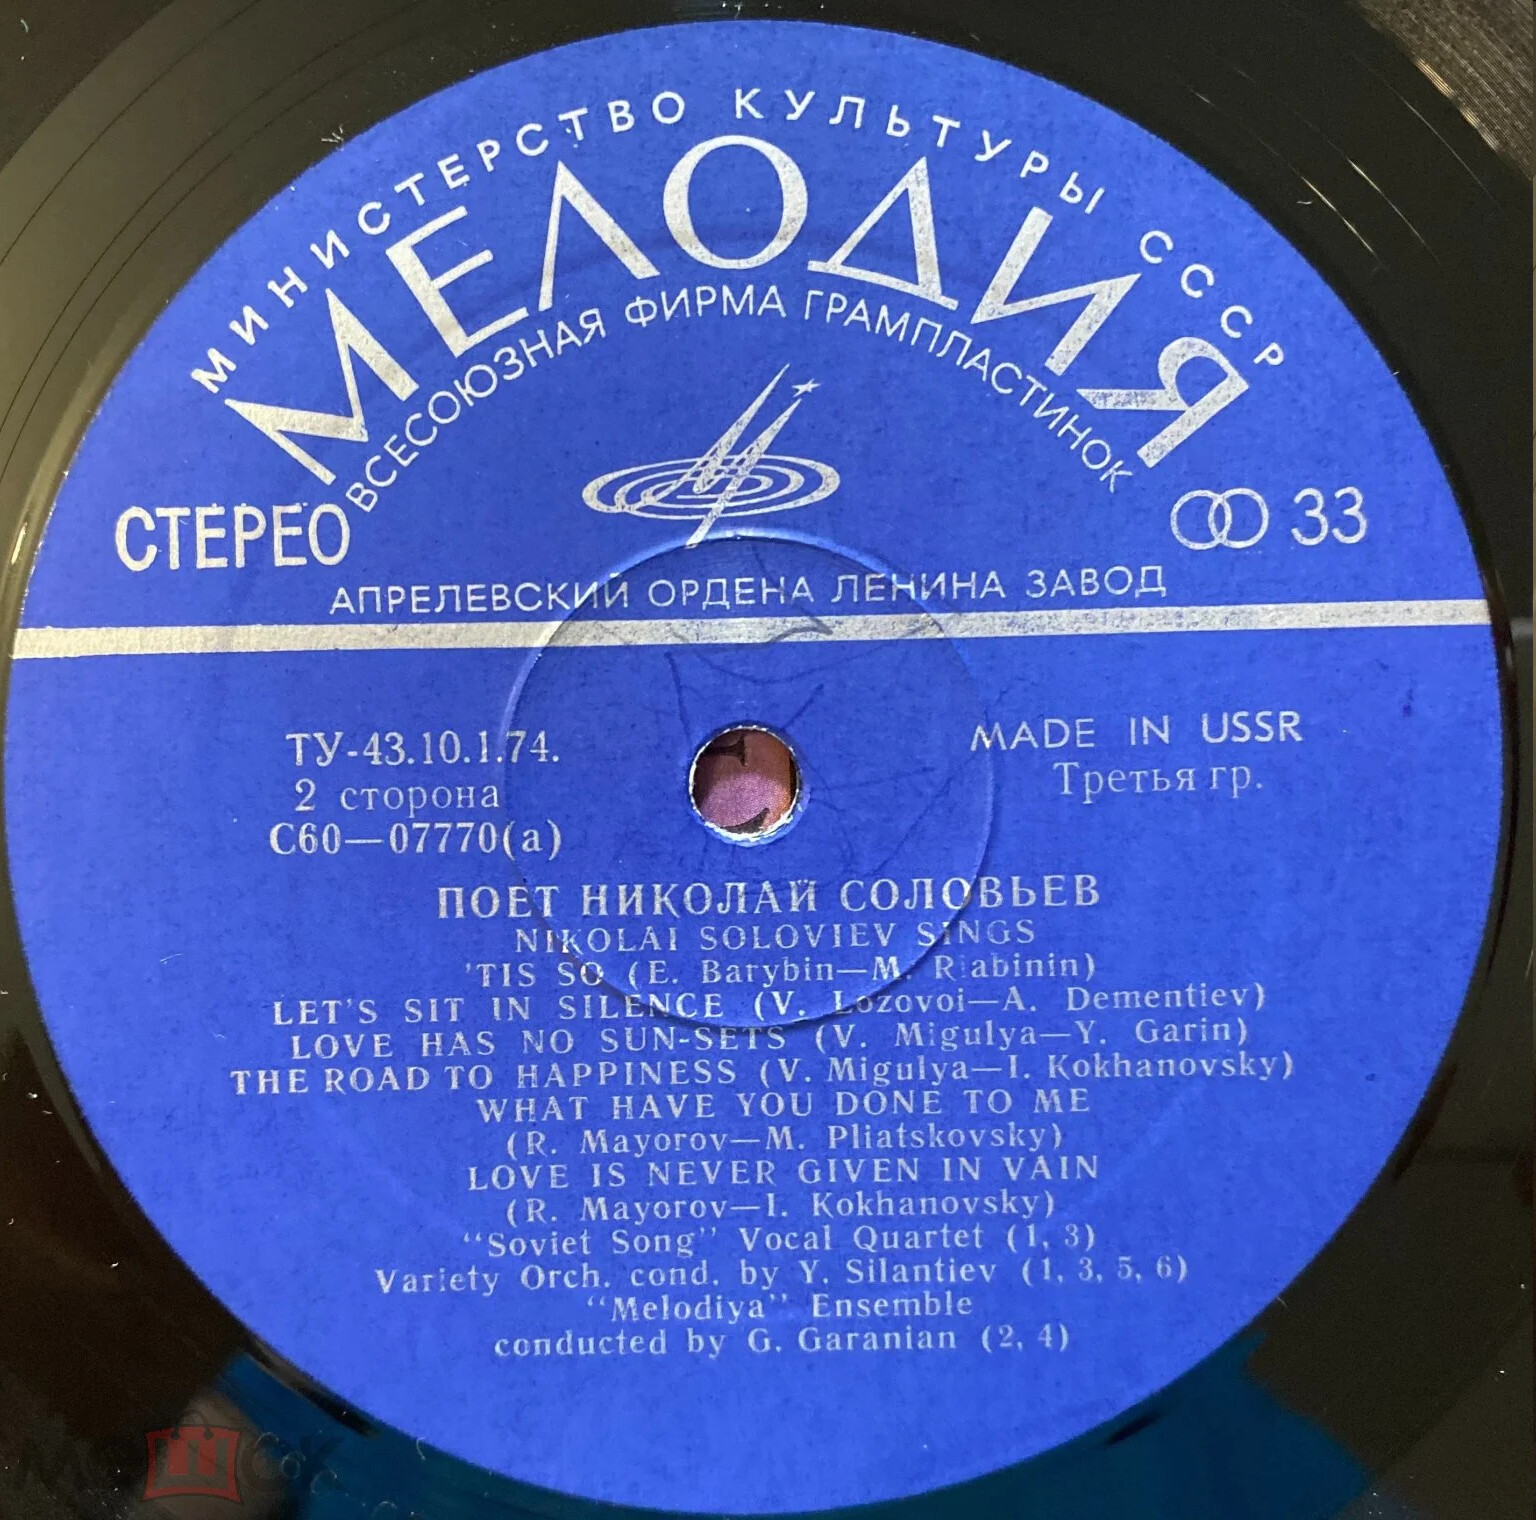 МИНИСТЕРСТВО КУЛЬТУРЫ СССР
МЕЛОДИЯ
ВСЕСОЮЗНАЯ ФИРМА ГРАМПЛАСТИНОК
СТЕРЕО
33
АПРЕЛЕВСКИЙ ОРДЕНА ЛЕНИНА ЗАВОД
ТУ-43.10.1.74.
2 сторона
С60—07770(а)
MADE IN USSR
Третья гр.
ПОЕТ НИКОЛАЙ СОЛОВЬЕВ
NIKOLAI SOLOVIEV SINGS
'TIS SO (E. Barybin—M. Riabinin)
LET'S SIT IN SILENCE (V. Lozovoi—A. Dementiev)
LOVE HAS NO SUN-SETS (V. Migulya—Y. Garin)
THE ROAD TO HAPPINESS (V. Migulya—I. Kokhanovsky)
WHAT HAVE YOU DONE TO ME
(R. Mayorov—M. Pliatskovsky)
LOVE IS NEVER GIVEN IN VAIN
(R. Mayorov—I. Kokhanovsky)
"Soviet Song" Vocal Quartet (1, 3)
Variety Orch. cond. by Y. Silantiev (1, 3, 5, 6)
"Melodiya" Ensemble
conducted by G. Garanian (2, 4)
МЕШОК